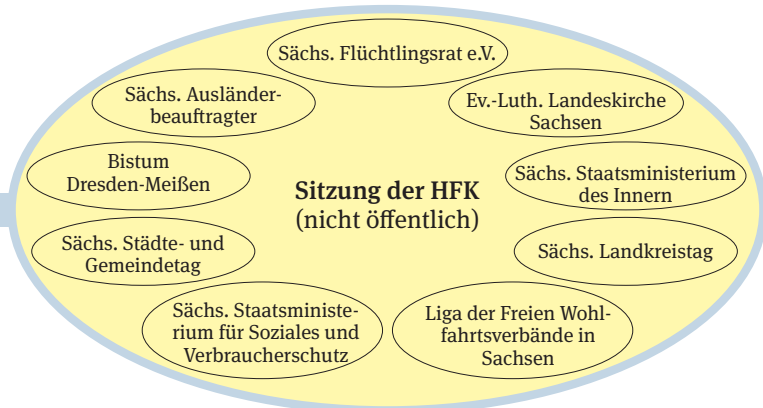 Sächs. Flüchtlingsrat e.V.
Sächs. Ausländer-
beauftragter
Ev.-Luth. Landeskirche
Sachsen
Bistum
Dresden-Meißen
Sitzung der HFK
(nicht öffentlich)
Sächs. Staatsministerium
des Innern
Sächs. Städte- und
Gemeindetag
Sächs. Landkreistag
Sächs. Staatsministe-
rium für Soziales und
Verbraucherschutz
Liga der Freien Wohl-
fahrtsverbände in
Sachsen